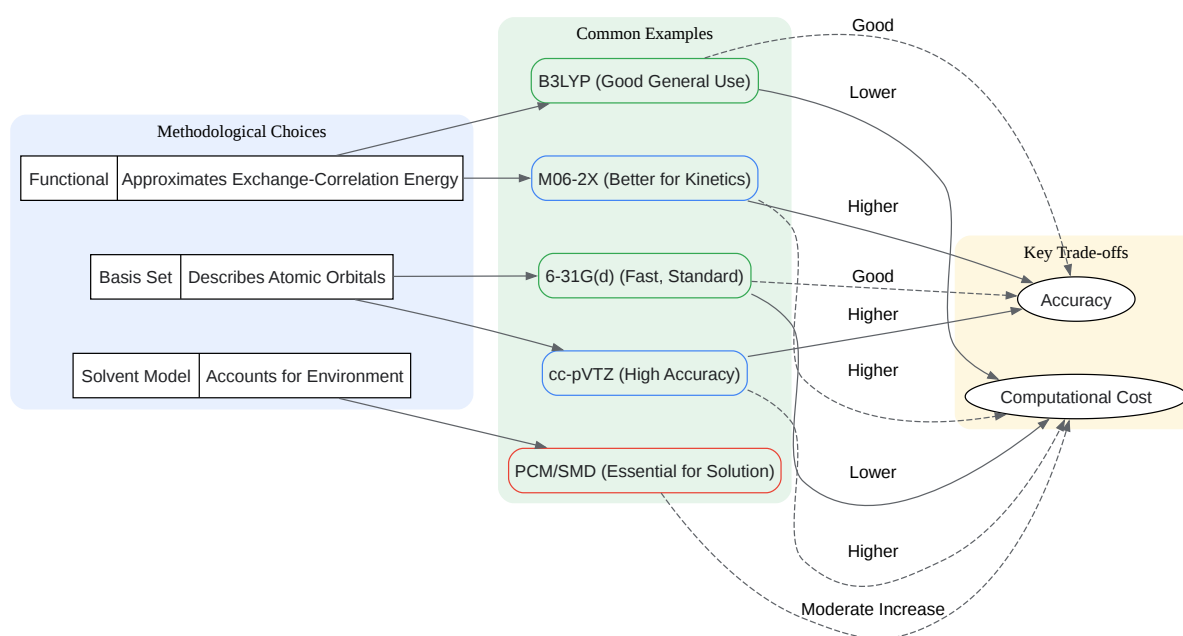 Common Examples
Good
B3LYP (Good General Use)
Lower
Methodological Choices
Functional
Approximates Exchange-Correlation Energy
M06-2X (Better for Kinetics)
Higher
Key Trade-offs
Basis Set
Describes Atomic Orbitals
6-31G(d) (Fast, Standard)
Good
Accuracy
Higher
Solvent Model
Accounts for Environment
cc-pVTZ (High Accuracy)
Higher
Computational Cost
PCM/SMD (Essential for Solution)
Lower
Higher
Moderate Increase